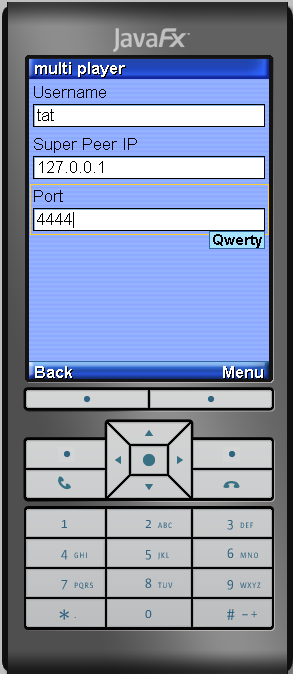 JavaFx
multi player
Username
tat
Super Peer IP
127.0.0.1
Port
4444
Qwerty
Back Menu
1 2 ABC 3 DEF
4 GHI 5 JKL 6 MNO
7 PQRS 8 TUV 9 WXYZ
* . 0 # -+